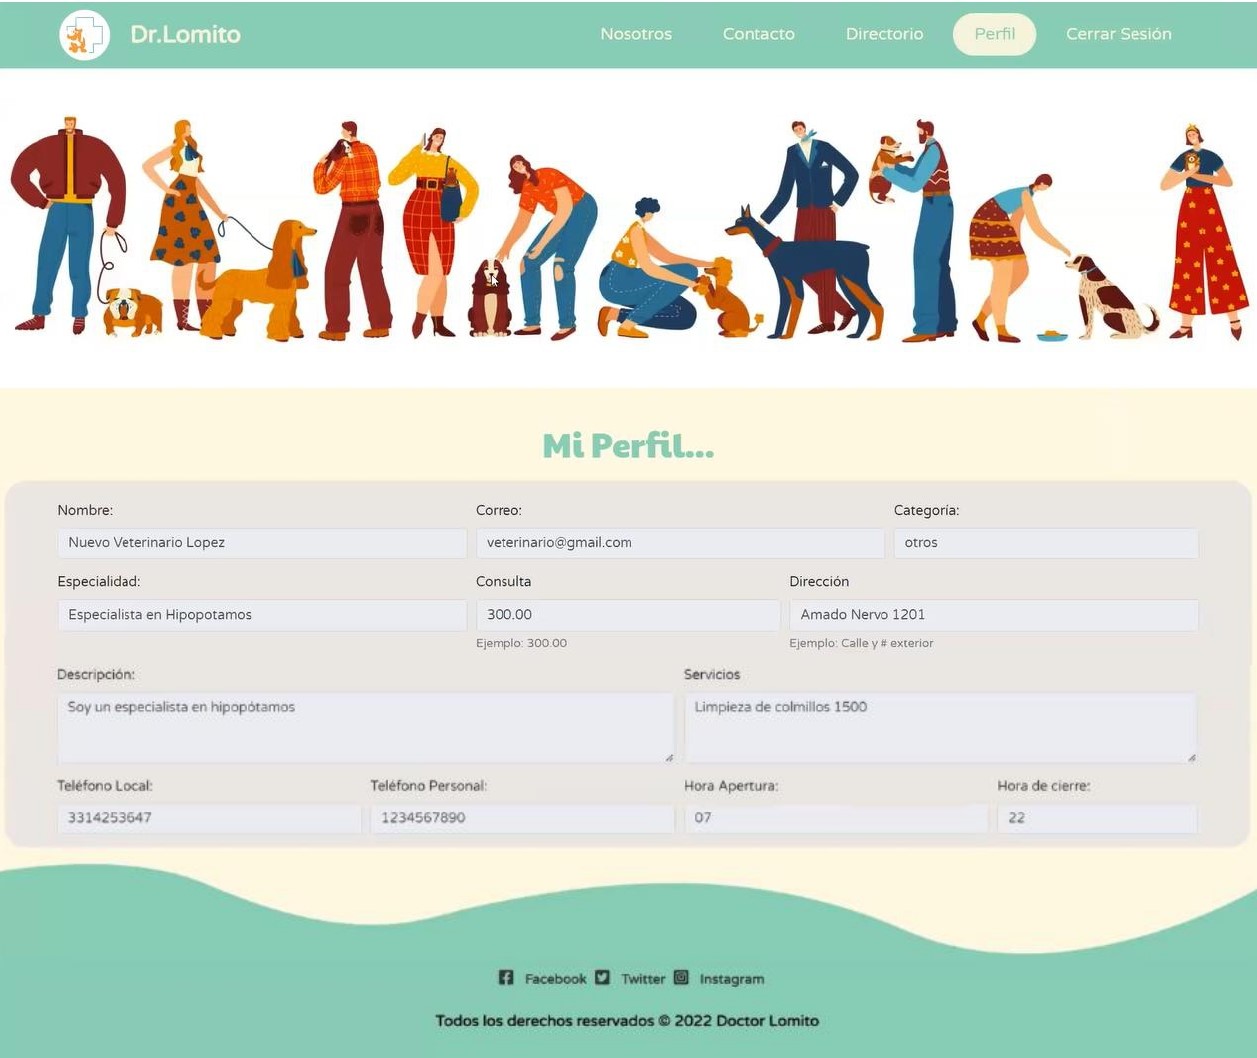 Dr.Lomito Nosotros Contacto Directorio Perfil Cerrar Sesión
Mi Perfil...
Nombre: Correo: Categoría:
Nuevo Veterinario Lopez veterinario@gmail.com otros
Especialidad: Consulta Dirección
Especialista en Hipopotamos 300.00 Amado Nervo 1201
Ejemplo: 300.00 Ejemplo: Calle y # exterior
Descripción: Servicios
Soy un especialista en hipopótamos Limpieza de colmillos 1500
Teléfono Local: Teléfono Personal: Hora Apertura: Hora de cierre:
3314253647 1234567890 07 22
Facebook Twitter Instagram
Todos los derechos reservados © 2022 Doctor Lomito